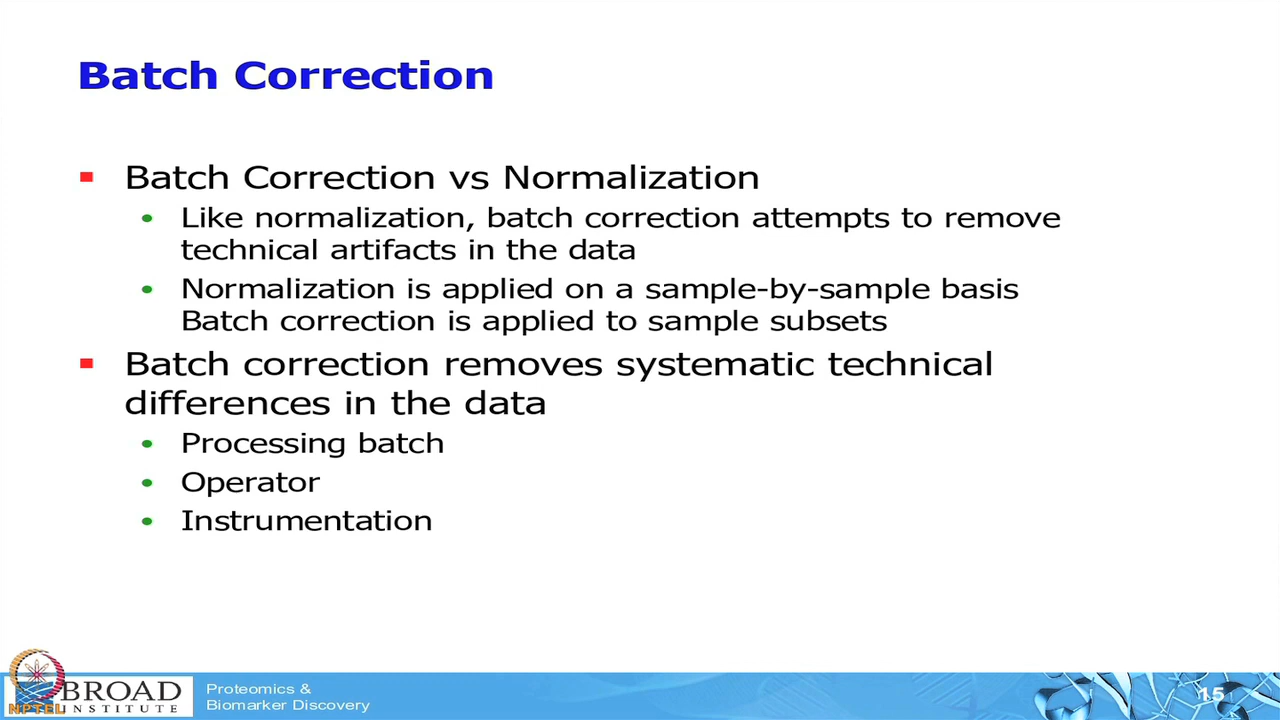 Batch Correction
Batch Correction vs Normalization
Like normalization, batch correction attempts to remove
technical artifacts in the data
Normalization is applied on a sample-by-sample basis
Batch correction is applied to sample subsets
Batch correction removes systematic technical
differences in the data
Processing batch
Operator
Instrumentation
BROAD
INSTITUTE
NPTEL
Proteomics &
Biomarker Discovery
15